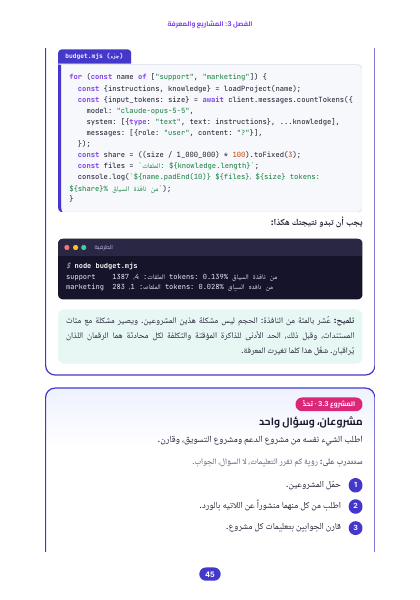 الفصل 3: المشاريع والمعرفة
budget.mjs (جزء)
for (const name of ["support", "marketing"]) {
const {instructions, knowledge} = loadProject(name);
const {input_tokens: size} = await client.messages.countTokens({
model: "claude-opus-5-5",
system: [{type: "text", text: instructions}, ...knowledge],
messages: [{role: "user", content: "?"}],
});
const share = ((size / 1_000_000) * 100).toFixed(3);
const files = `الملفات: ${knowledge.length}`;
console.log(`${name.padEnd(10)} ${files}، ${size} tokens:
${share}% من نافذة السياق`);
}
يجب أن تبدو نتيجتك هكذا:
الطرفية
$ node budget.mjs
support الملفات: 4، 1387 tokens: 0.139% من نافذة السياق
marketing الملفات: 1، 283 tokens: 0.028% من نافذة السياق
تلميح: عُشر بالمئة من النافذة: الحجم ليس مشكلة هذين المشروعين. ويصير مشكلة مع مئات
المستندات، وقبل ذلك، الحد الأدنى للذاكرة المؤقتة والتكلفة لكل محادثة هما الرقمان اللذان
يُراقبان. شغّل هذا كلما تغيرت المعرفة.
المشروع 3.3 · تحدٍّ
مشروعان، وسؤال واحد
اطلب الشيء نفسه من مشروع الدعم ومشروع التسويق، وقارن.
ستتدرب على: رؤية كم تقرر التعليمات، لا السؤال، الجواب.
1 حمّل المشروعين.
2 اطلب من كل منهما منشوراً عن اللاتيه بالورد.
3 قارن الجوابين بتعليمات كل مشروع.
45